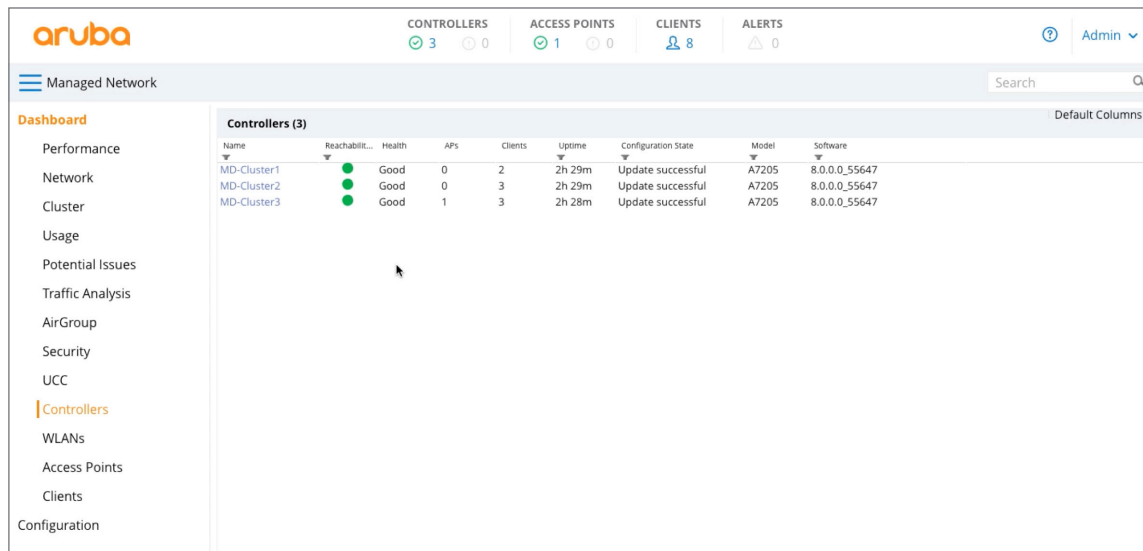 aruba
CONTROLLERS ACCESS POINTS CLIENTS ALERTS
3 0 1 0 8 0
Admin
Managed Network
Search
Dashboard
Default Columns
Controllers (3)
Performance
Name Reachabilit... Health APs Clients Uptime Configuration State Model Software
MD-Cluster1 Good 0 2 2h 29m Update successful A7205 8.0.0.0_55647
Network
MD-Cluster2 Good 0 3 2h 29m Update successful A7205 8.0.0.0_55647
MD-Cluster3 Good 1 3 2h 28m Update successful A7205 8.0.0.0_55647
Cluster
Usage
Potential Issues
Traffic Analysis
AirGroup
Security
UCC
Controllers
WLANs
Access Points
Clients
Configuration